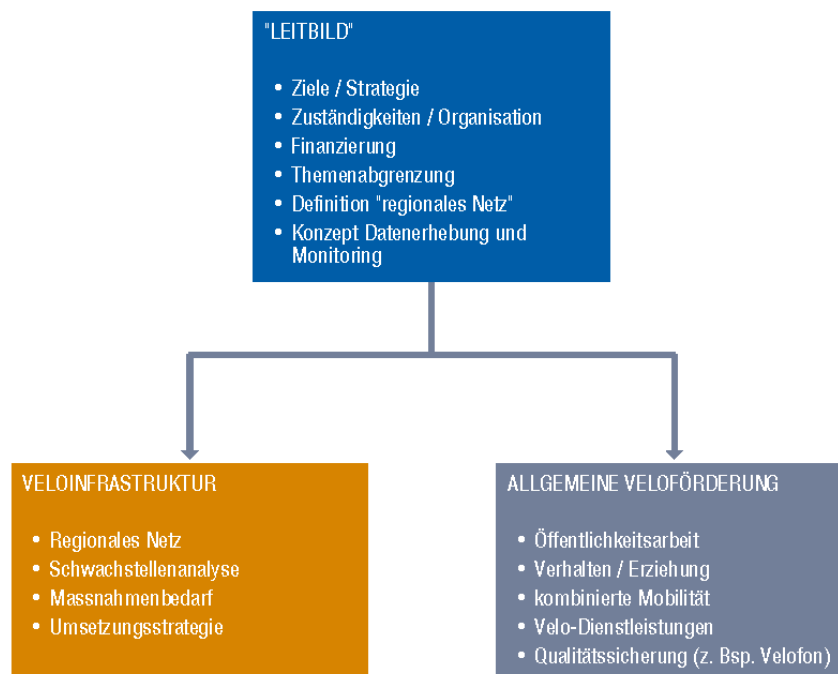 "LEITBILD"
• Ziele / Strategie
• Zuständigkeiten / Organisation
• Finanzierung
• Themenabgrenzung
• Definition "regionales Netz"
• Konzept Datenerhebung und
Monitoring
VELOINFRASTRUKTUR
• Regionales Netz
• Schwachstellenanalyse
• Massnahmenbedarf
• Umsetzungsstrategie
ALLGEMEINE VELOFÖRDERUNG
• Öffentlichkeitsarbeit
• Verhalten / Erziehung
• kombinierte Mobilität
• Velo-Dienstleistungen
• Qualitätssicherung (z. Bsp. Velofon)